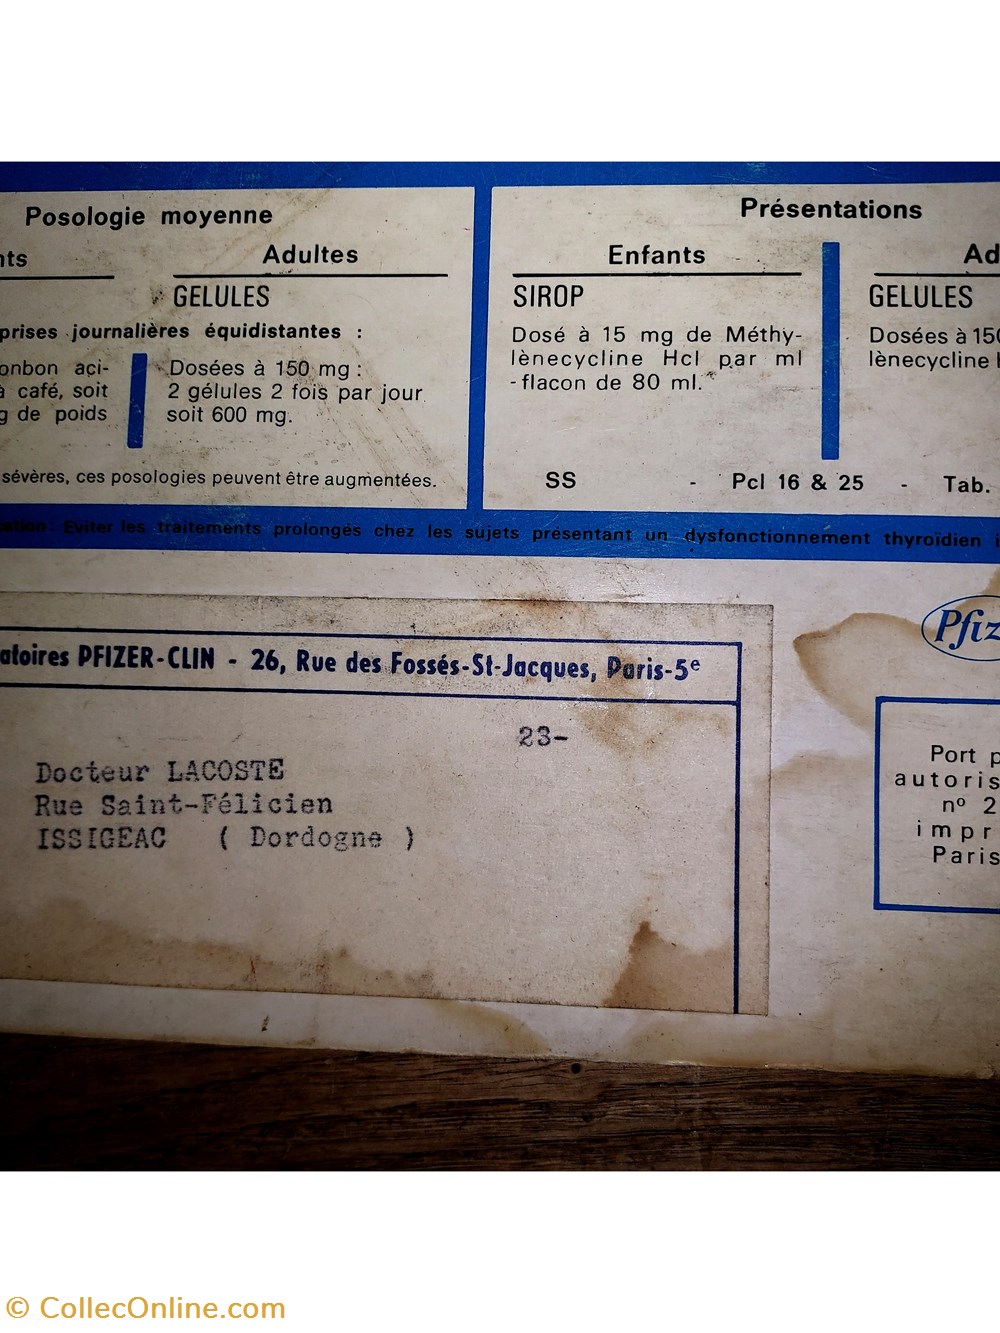 Posologie moyenne
nts
Adultes
GELULES
prises journalières équidistantes :
onbon aci-
à café, soit
g de poids
Dosées à 150 mg :
2 gélules 2 fois par jour
soit 600 mg.
sévères, ces posologies peuvent être augmentées.
Présentations
Enfants
SIROP
Dosé à 15 mg de Méthy-
lènecycline Hcl par ml
- flacon de 80 ml.
Ad
GELULES
Dosées à 150
lènecycline H
SS - Pcl 16 & 25 - Tab.
cation : Eviter les traitements prolongés chez les sujets présentant un dysfonctionnement thyroïdien i
Pfiz
atoires PFIZER-CLIN - 26, Rue des Fossés-St-Jacques, Paris-5e
23-
Docteur LACOSTE
Rue Saint-Félicien
ISSIGEAC ( Dordogne )
Port p
autoris
nº 2
impr
Paris
© CollecOnline.com